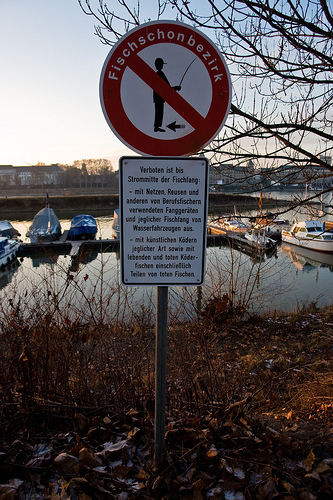 Fischschonbezirk
Verboten ist bis
Strommitte der Fischfang:
- mit Netzen, Reusen und
anderen von Berufsfischern
verwendeten Fanggeräten
und jeglicher Fischfang von
Wasserfahrzeugen aus.
- mit künstlichen Ködern
jeglicher Art sowie mit
lebenden und toten Köder-
fischen einschließlich
Teilen von toten Fischen.